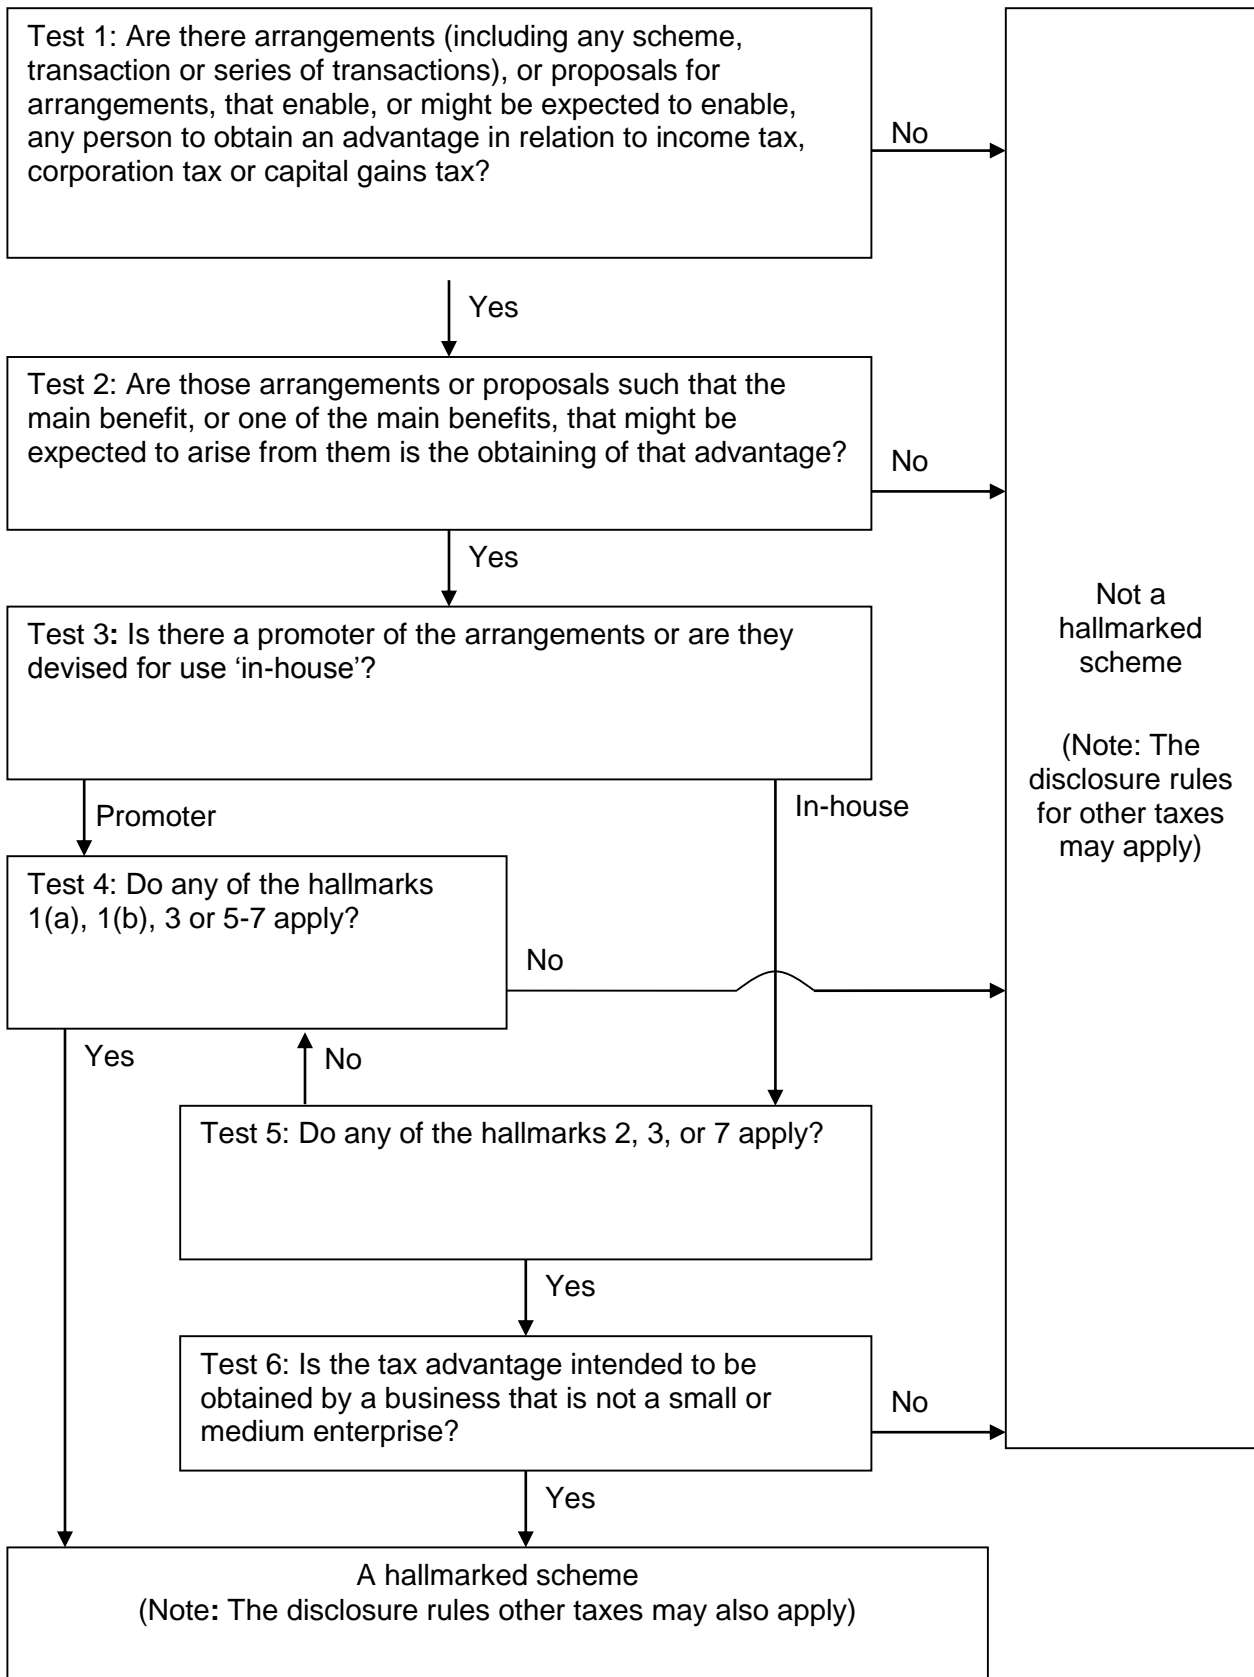 Test 1: Are there arrangements (including any scheme,
transaction or series of transactions), or proposals for
arrangements, that enable, or might be expected to enable,
any person to obtain an advantage in relation to income tax,
corporation tax or capital gains tax?
No
Yes
Test 2: Are those arrangements or proposals such that the
main benefit, or one of the main benefits, that might be
expected to arise from them is the obtaining of that advantage?
No
Yes
Test 3: Is there a promoter of the arrangements or are they
devised for use ‘in-house’?
Promoter
In-house
Test 4: Do any of the hallmarks
1(a), 1(b), 3 or 5-7 apply?
No
Yes
No
Test 5: Do any of the hallmarks 2, 3, or 7 apply?
Yes
Test 6: Is the tax advantage intended to be
obtained by a business that is not a small or
medium enterprise?
No
Yes
Not a
hallmarked
scheme
(Note: The
disclosure rules
for other taxes
may apply)
A hallmarked scheme
(Note: The disclosure rules other taxes may also apply)